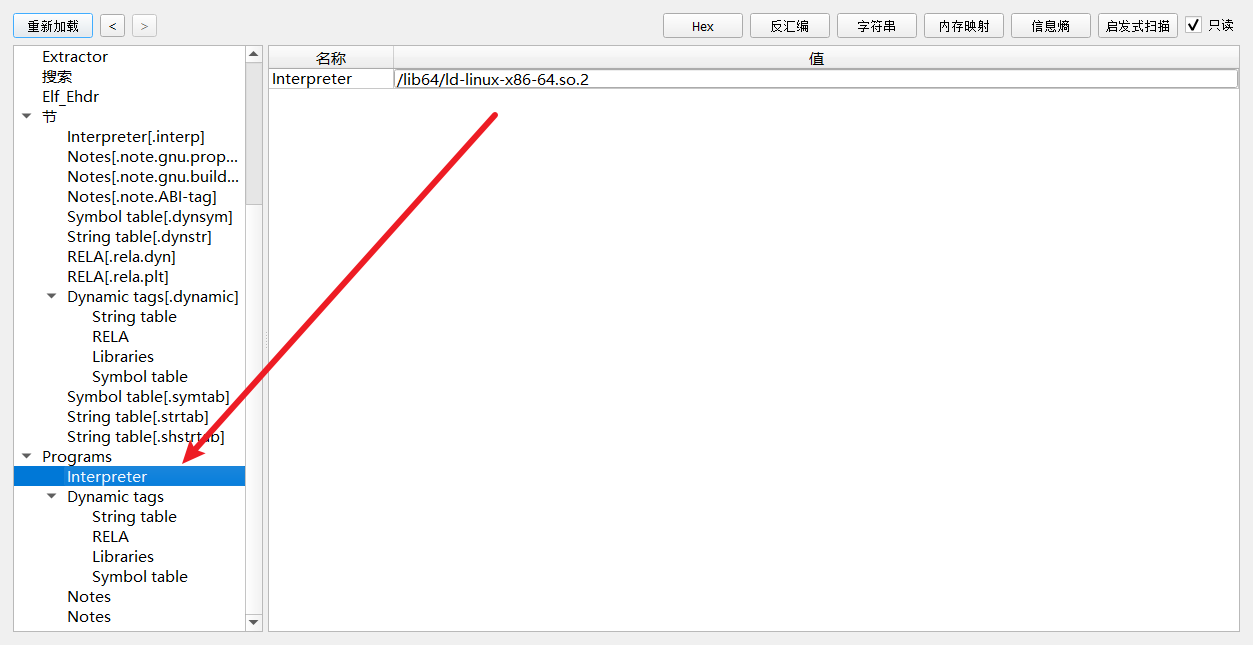 重新加载 < >
Hex 反汇编 字符串 内存映射 信息熵 启发式扫描 只读
Extractor
搜索
Elf_Ehdr
节
Interpreter[.interp]
Notes[.note.gnu.prop...
Notes[.note.gnu.build...
Notes[.note.ABI-tag]
Symbol table[.dynsym]
String table[.dynstr]
RELA[.rela.dyn]
RELA[.rela.plt]
Dynamic tags[.dynamic]
String table
RELA
Libraries
Symbol table
Symbol table[.symtab]
String table[.strtab]
String table[.shstrtab]
Programs
Interpreter
Dynamic tags
String table
RELA
Libraries
Symbol table
Notes
Notes
名称 值
Interpreter /lib64/ld-linux-x86-64.so.2